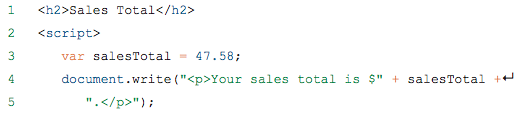 1 <h2>Sales Total</h2>
2 <script>
3 var salesTotal = 47.58;
4 document.write("<p>Your sales total is $" + salesTotal +↵
5 ".</p>");